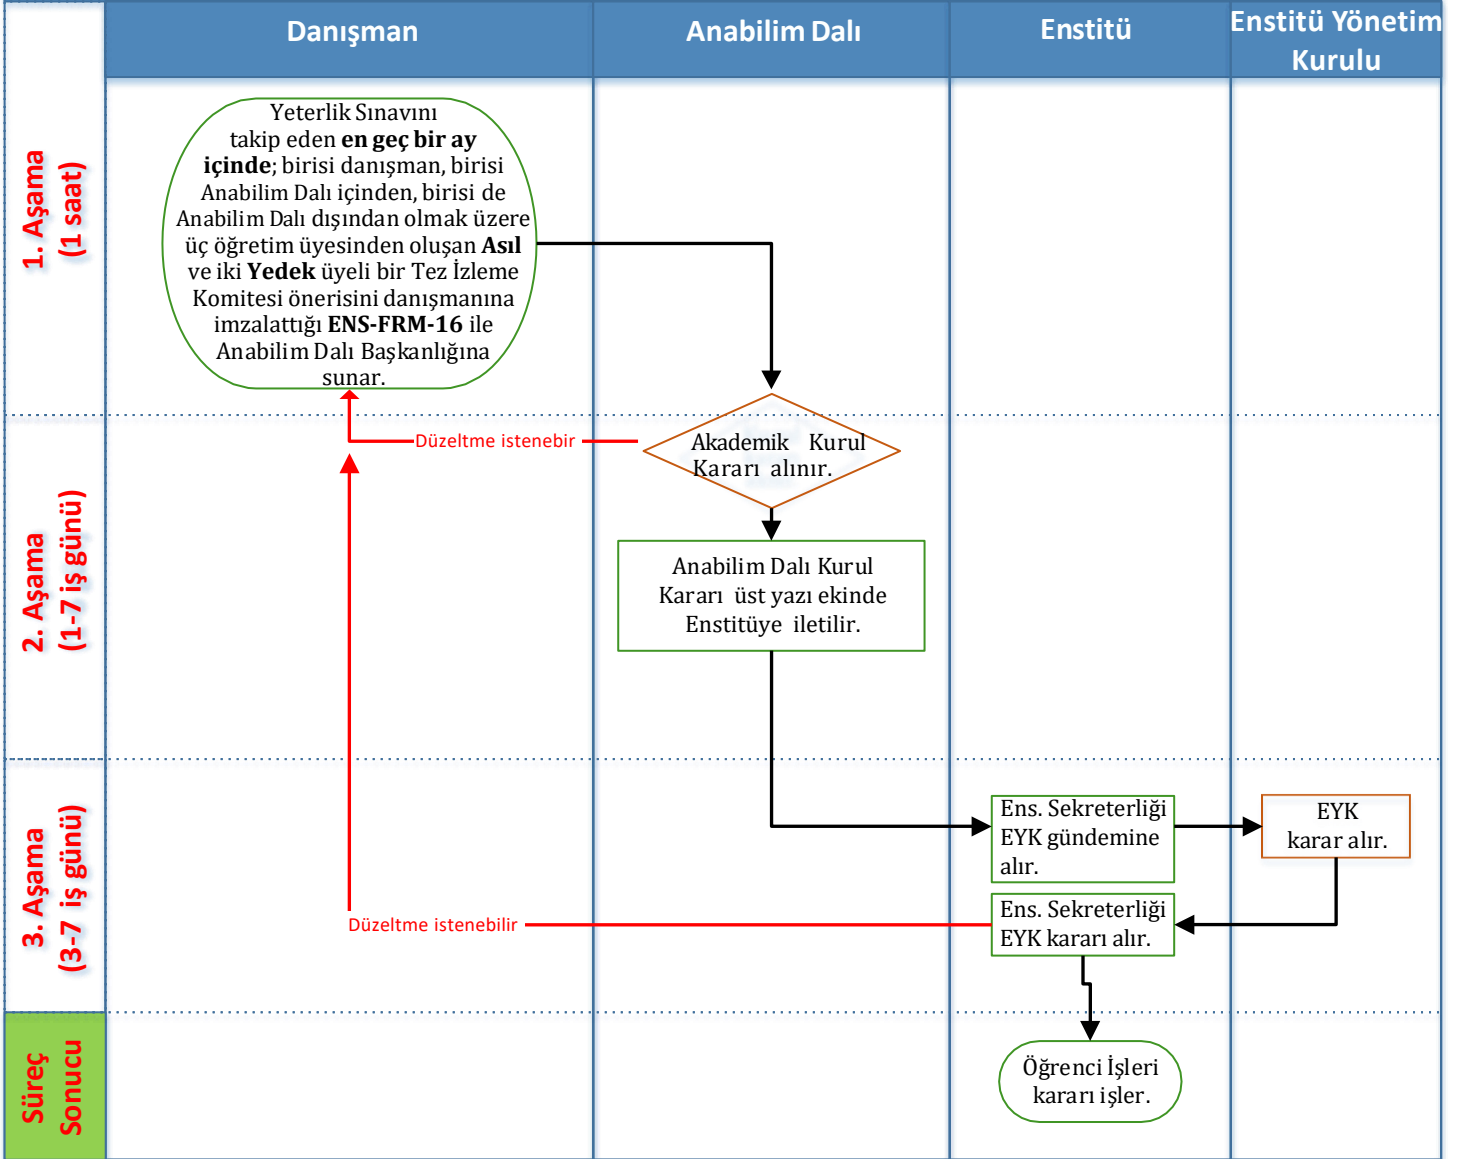 Danışman
Anabilim Dalı
Enstitü
Enstitü Yönetim
Kurulu
1. Aşama
(1 saat)
Yeterlik Sınavını
takip eden en geç bir ay
içinde; birisi danışman, birisi
Anabilim Dalı içinden, birisi de
Anabilim Dalı dışından olmak üzere
üç öğretim üyesinden oluşan Asıl
ve iki Yedek üyeli bir Tez İzleme
Komitesi önerisini danışmanına
imzalattığı ENS-FRM-16 ile
Anabilim Dalı Başkanlığına
sunar.
2. Aşama
(1-7 iş günü)
Düzeltme istenebir
Akademik Kurul
Kararı alınır.
Anabilim Dalı Kurul
Kararı üst yazı ekinde
Enstitüye iletilir.
3. Aşama
(3-7 iş günü)
Ens. Sekreterliği
EYK gündemine
alır.
EYK
karar alır.
Düzeltme istenebilir
Ens. Sekreterliği
EYK kararı alır.
Süreç
Sonucu
Öğrenci İşleri
kararı işler.